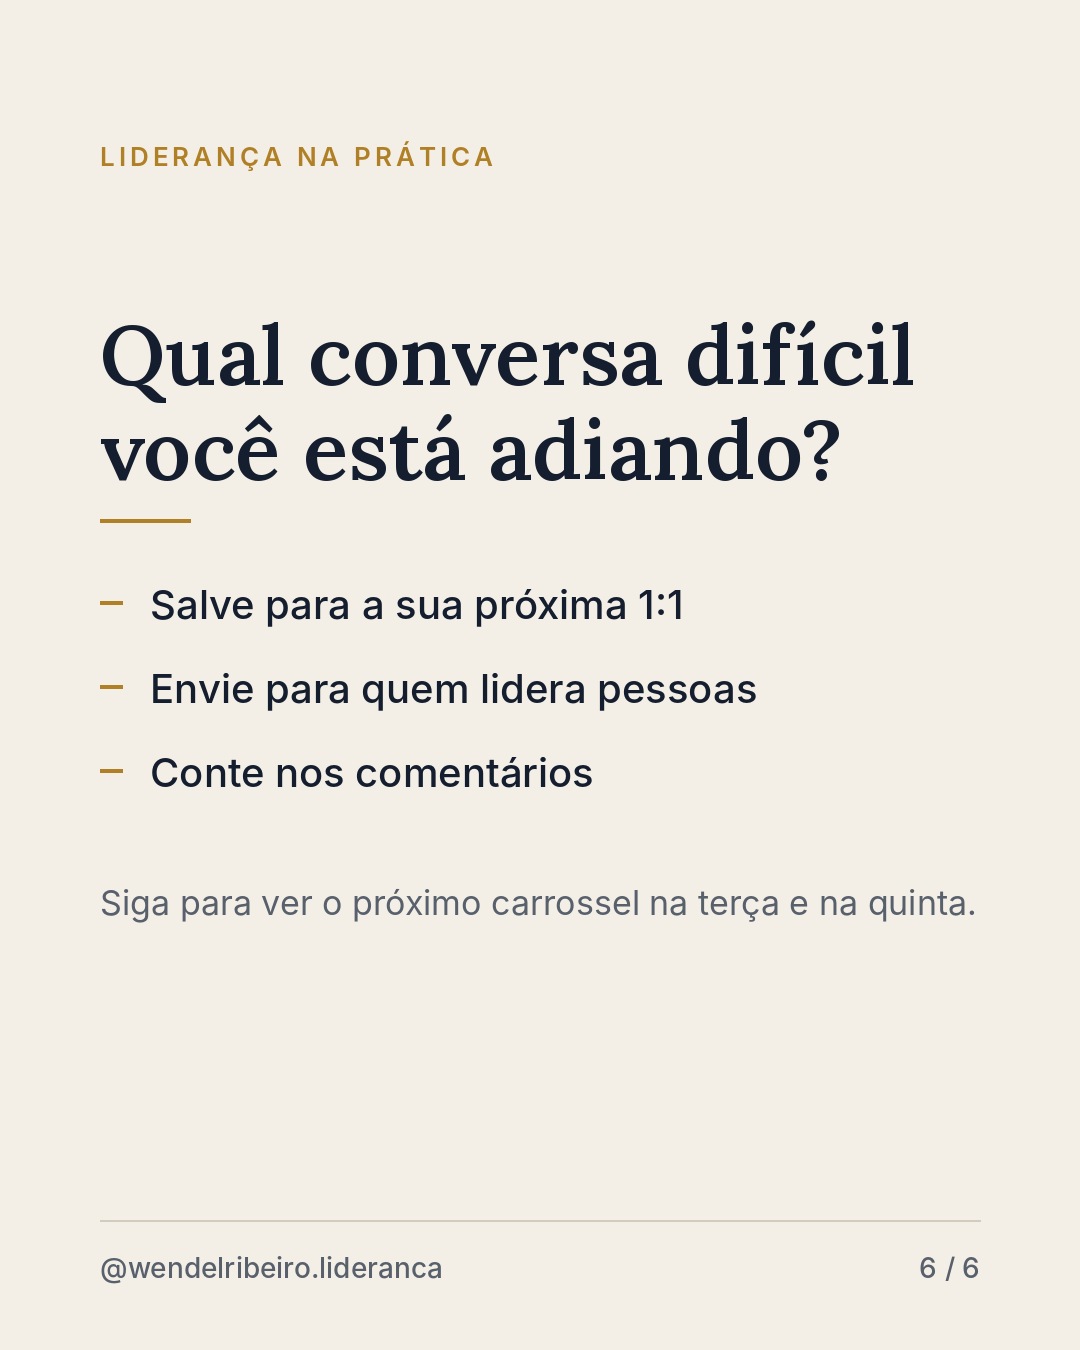 LIDERANÇA NA PRÁTICA
Qual conversa difícil
você está adiando?
– Salve para a sua próxima 1:1
– Envie para quem lidera pessoas
– Conte nos comentários
Siga para ver o próximo carrossel na terça e na quinta.
@wendelribeiro.lideranca
6 / 6